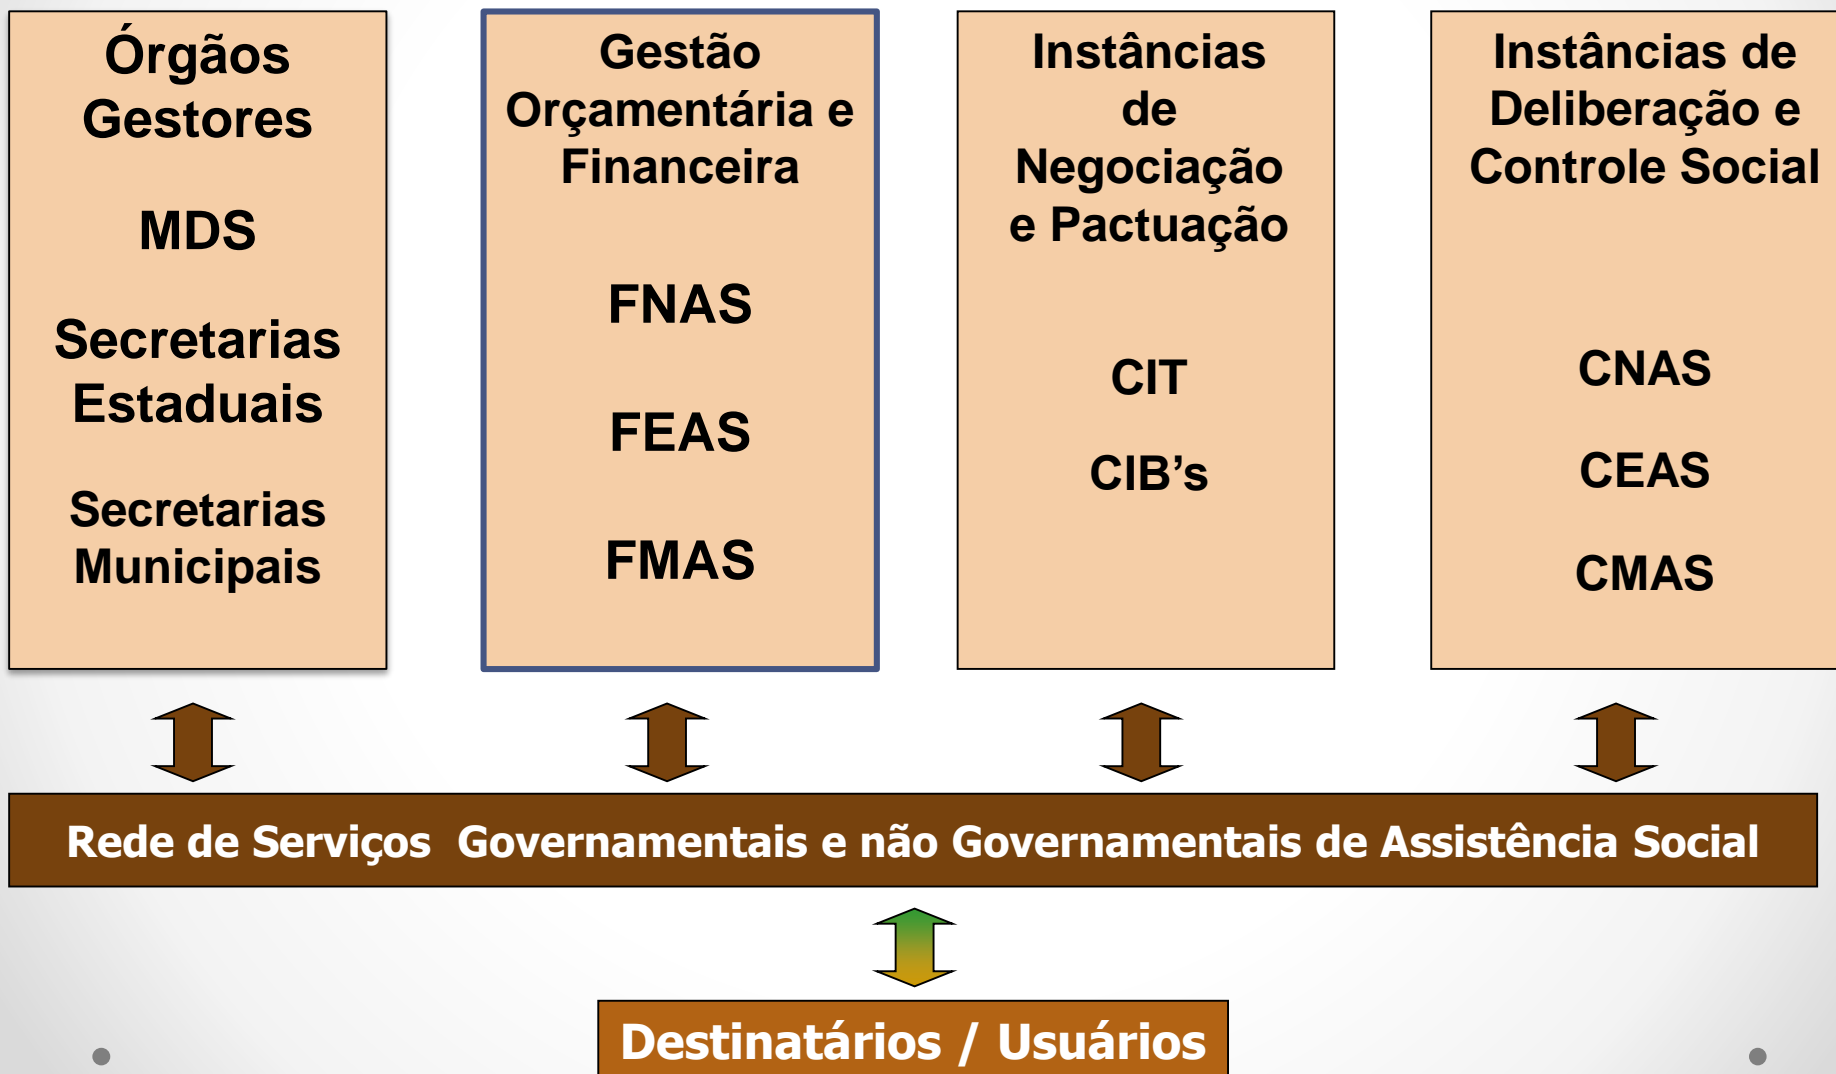 Órgãos
Gestores
MDS
Secretarias
Estaduais
Secretarias
Municipais
Gestão
Orçamentária e
Financeira
FNAS
FEAS
FMAS
Instâncias
de
Negociação
e Pactuação
CIT
CIB’s
Instâncias de
Deliberação e
Controle Social
CNAS
CEAS
CMAS
Rede de Serviços Governamentais e não Governamentais de Assistência Social
Destinatários / Usuários